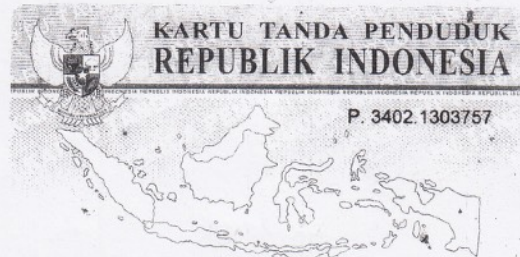 KARTU TANDA PENDUDUK
REPUBLIK INDONESIA
P. 3402.1303757